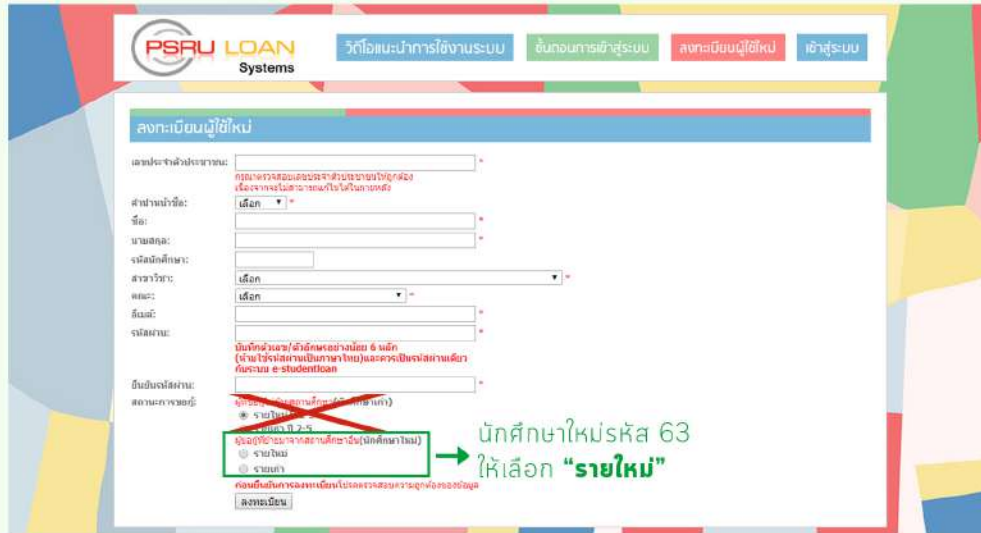 PSRU LOAN
Systems
วิดีโอแนะนำการใช้งานระบบ
ขั้นตอนการเข้าสู่ระบบ
ลงทะเบียนผู้ใช้ใหม่
เข้าสู่ระบบ
ลงทะเบียนผู้ใช้ใหม่
เลขประจำตัวประชาชน: *
กรุณาตรวจสอบเลขประจำตัวประชาชนให้ถูกต้อง
เนื่องจากจะไม่สามารถแก้ไขได้ในภายหลัง
คำนำหน้าชื่อ: เลือก *
ชื่อ: *
นามสกุล: *
รหัสนักศึกษา:
สาขาวิชา: เลือก *
คณะ: เลือก *
อีเมล์: *
รหัสผ่าน: *
บันทึกตัวเลข/ตัวอักษรอย่างน้อย 6 หลัก
(ห้ามใช้รหัสผ่านเป็นภาษาไทย)และควรเป็นรหัสผ่านเดียว
กับระบบ e-studentloan
ยืนยันรหัสผ่าน: *
สถานะการขอกู้:
รายใหม่
ปี 2-5
ผู้ขอกู้ที่ย้ายมาจากสถานศึกษาอื่น(นักศึกษาใหม่)
รายใหม่
รายเก่า
ก่อนยืนยันการลงทะเบียนโปรดตรวจสอบความถูกต้องของข้อมูล
ลงทะเบียน
นักศึกษาใหม่รหัส 63
ให้เลือก “รายใหม่”